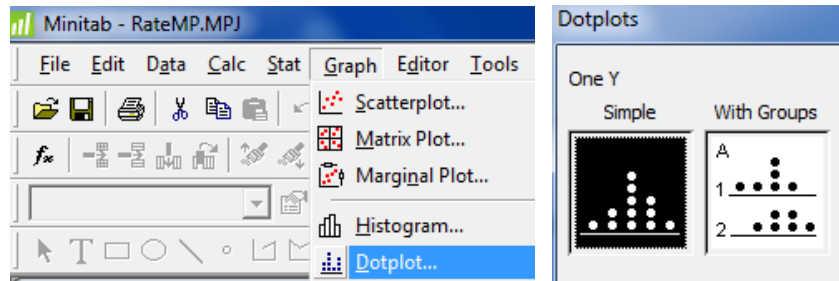 Minitab - RateMP.MPJ
File Edit Data Calc Stat Graph Editor Tools
Scatterplot...
Matrix Plot...
Marginal Plot...
Histogram...
Dotplot...
fx
T
Dotplots
One Y
Simple With Groups
A
1
2